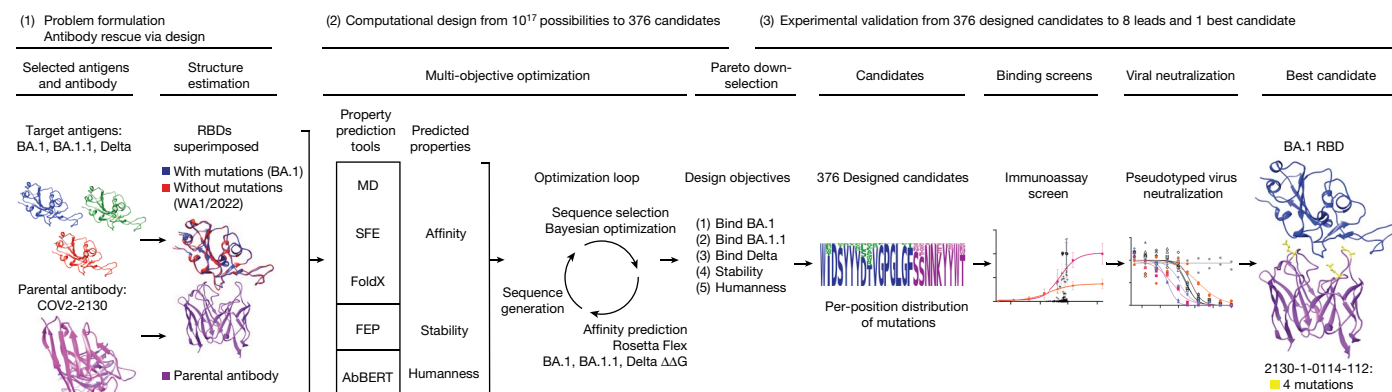 (1) Problem formulation
Antibody rescue via design
(2) Computational design from 10¹⁷ possibilities to 376 candidates
(3) Experimental validation from 376 designed candidates to 8 leads and 1 best candidate
Selected antigens
and antibody
Structure
estimation
Multi-objective optimization
Pareto down-
selection
Candidates
Binding screens
Viral neutralization
Best candidate
Target antigens:
BA.1, BA.1.1, Delta
Parental antibody:
COV2-2130
RBDs
superimposed
With mutations (BA.1)
Without mutations
(WA1/2022)
Parental antibody
Property
prediction
tools
MD
SFE
FoldX
FEP
AbBERT
Predicted
properties
Affinity
Stability
Humanness
Optimization loop
Sequence selection
Bayesian optimization
Sequence
generation
Affinity prediction
Rosetta Flex
BA.1, BA.1.1, Delta ΔΔG
Design objectives
(1) Bind BA.1
(2) Bind BA.1.1
(3) Bind Delta
(4) Stability
(5) Humanness
376 Designed candidates
Per-position distribution
of mutations
Immunoassay
screen
Pseudotyped virus
neutralization
BA.1 RBD
2130-1-0114-112:
4 mutations